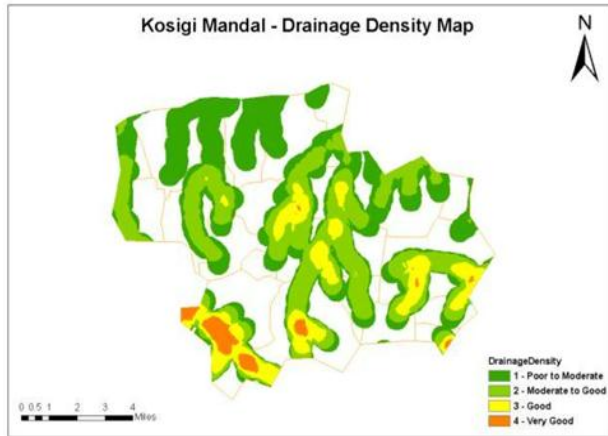 Kosigi Mandal - Drainage Density Map
N
DrainageDensity
1 - Poor to Moderate
2 - Moderate to Good
3 - Good
4 - Very Good
0 0.5 1 2 3 4
Miles